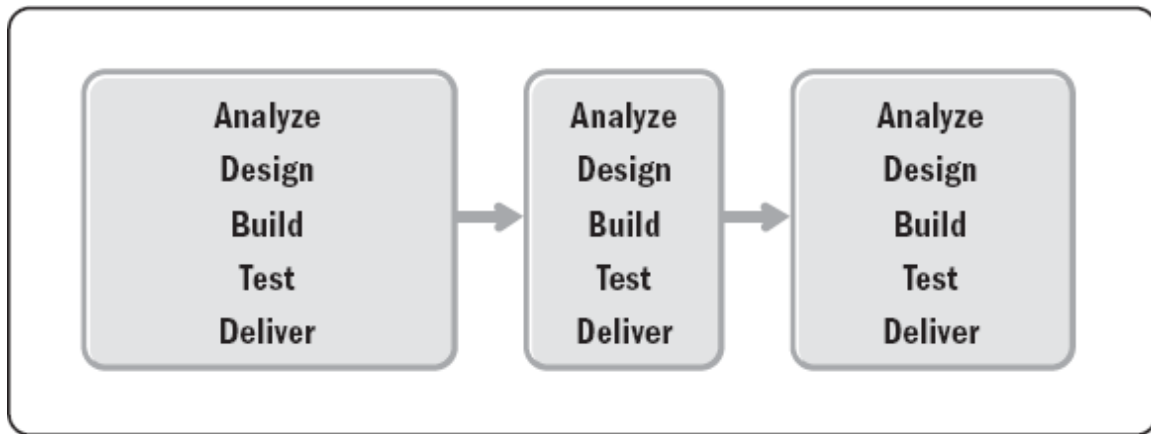 Analyze
Design
Build
Test
Deliver
Analyze
Design
Build
Test
Deliver
Analyze
Design
Build
Test
Deliver